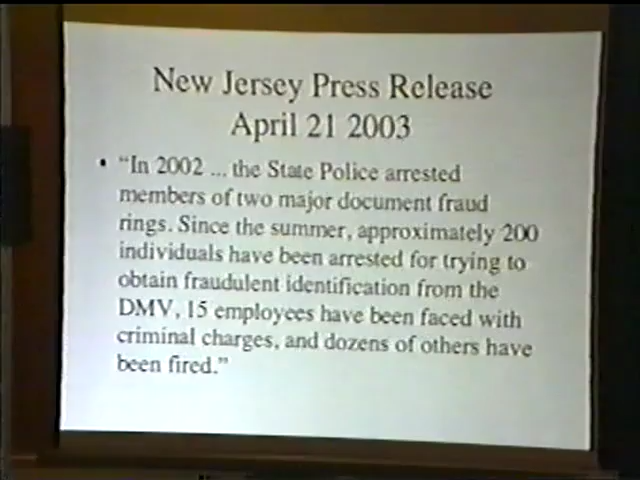 New Jersey Press Release
April 21 2003
• “In 2002 ... the State Police arrested
members of two major document fraud
rings. Since the summer, approximately 200
individuals have been arrested for trying to
obtain fraudulent identification from the
DMV, 15 employees have been faced with
criminal charges, and dozens of others have
been fired.”